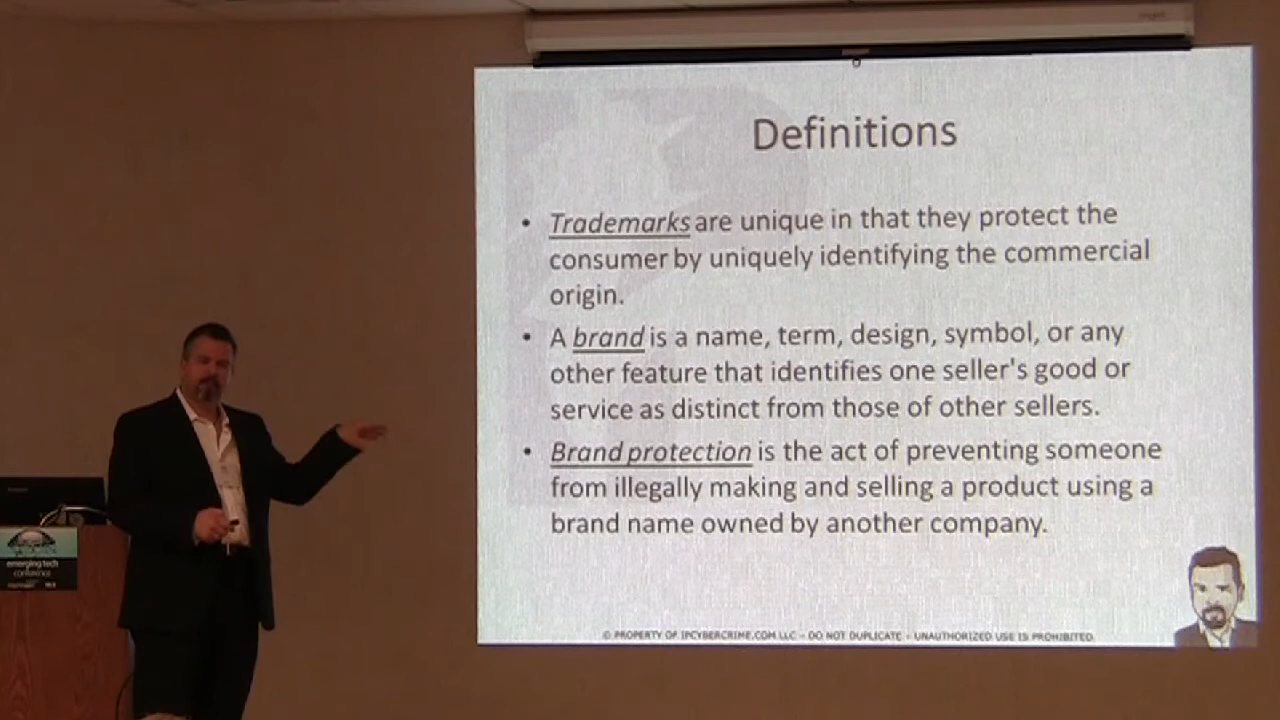 Definitions
• Trademarks are unique in that they protect the
consumer by uniquely identifying the commercial
origin.
• A brand is a name, term, design, symbol, or any
other feature that identifies one seller's good or
service as distinct from those of other sellers.
• Brand protection is the act of preventing someone
from illegally making and selling a product using a
brand name owned by another company.
© PROPERTY OF IPCYBERCRIME.COM LLC - DO NOT DUPLICATE - UNAUTHORIZED USE IS PROHIBITED
emerging tech
conference